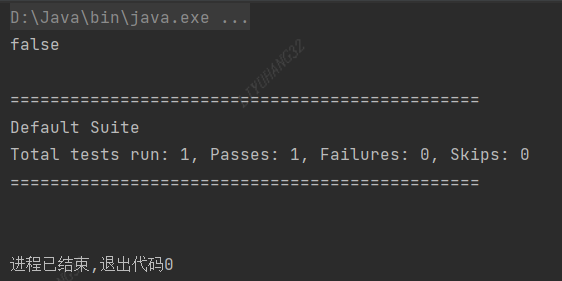 D:\Java\bin\java.exe ...
false
===============================================
Default Suite
Total tests run: 1, Passes: 1, Failures: 0, Skips: 0
===============================================
进程已结束,退出代码0